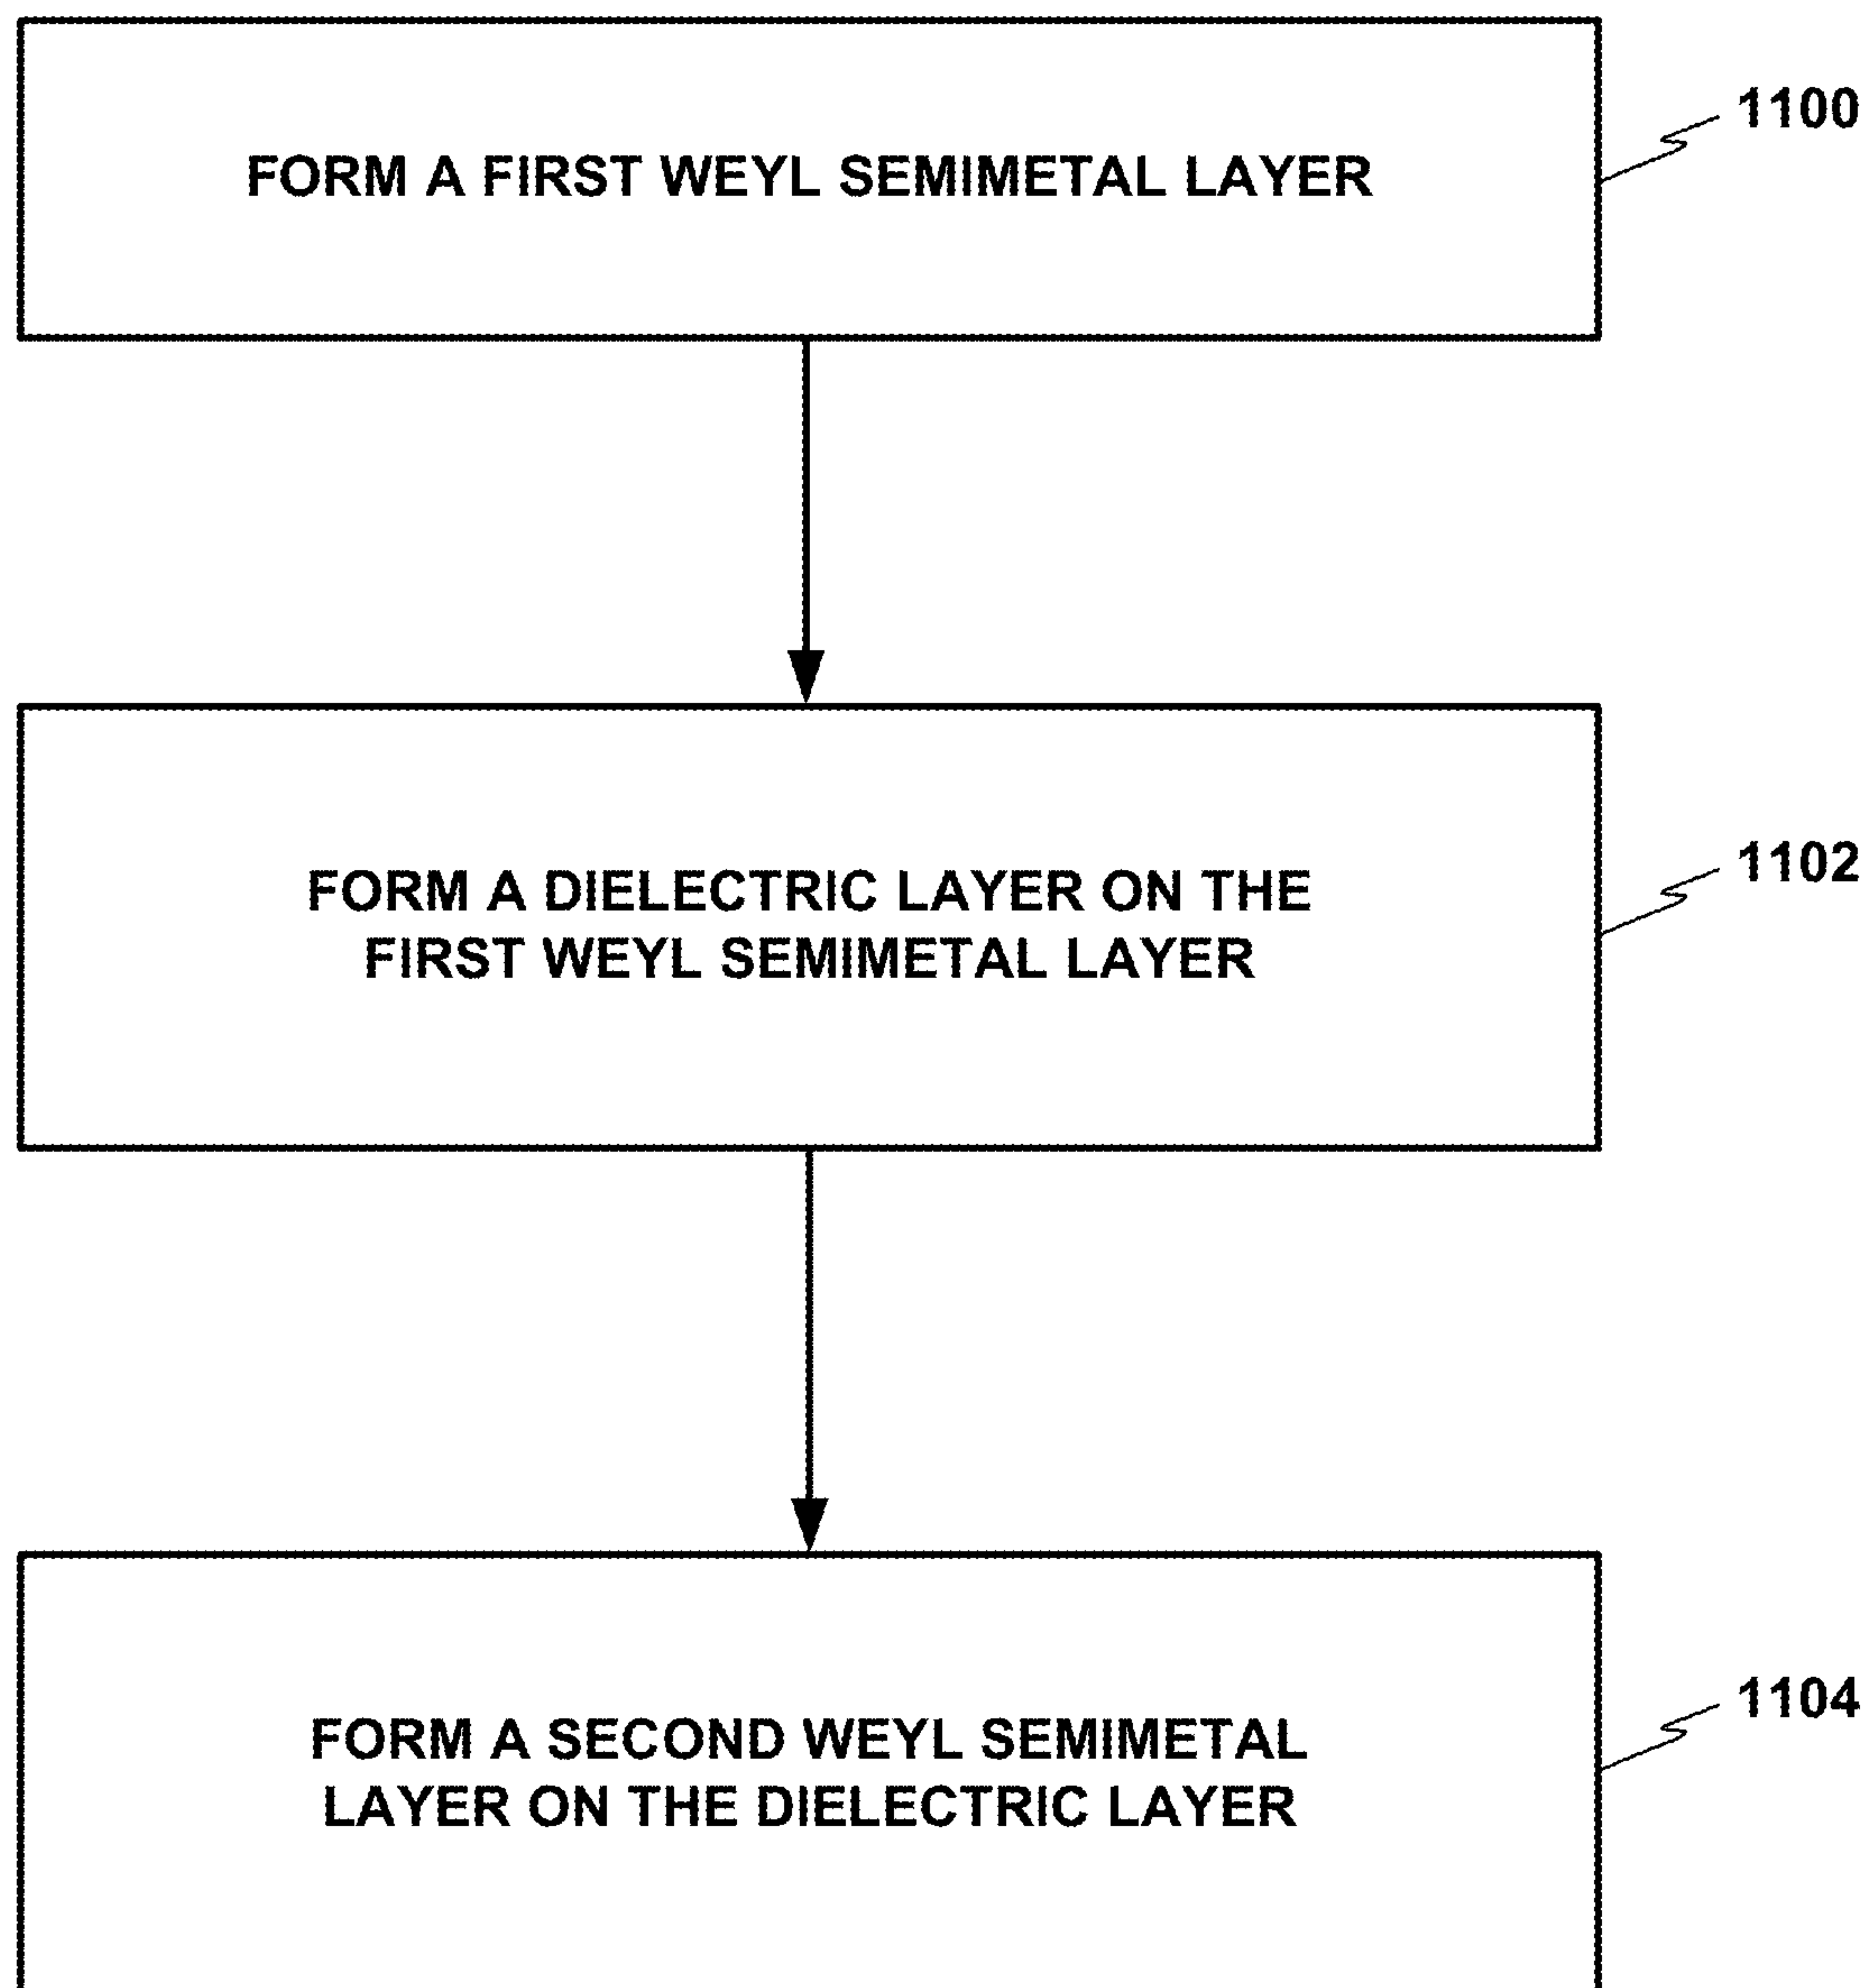 FORM A FIRST WEYL SEMIMETAL LAYER
1100
FORM A DIELECTRIC LAYER ON THE
FIRST WEYL SEMIMETAL LAYER
1102
FORM A SECOND WEYL SEMIMETAL
LAYER ON THE DIELECTRIC LAYER
1104